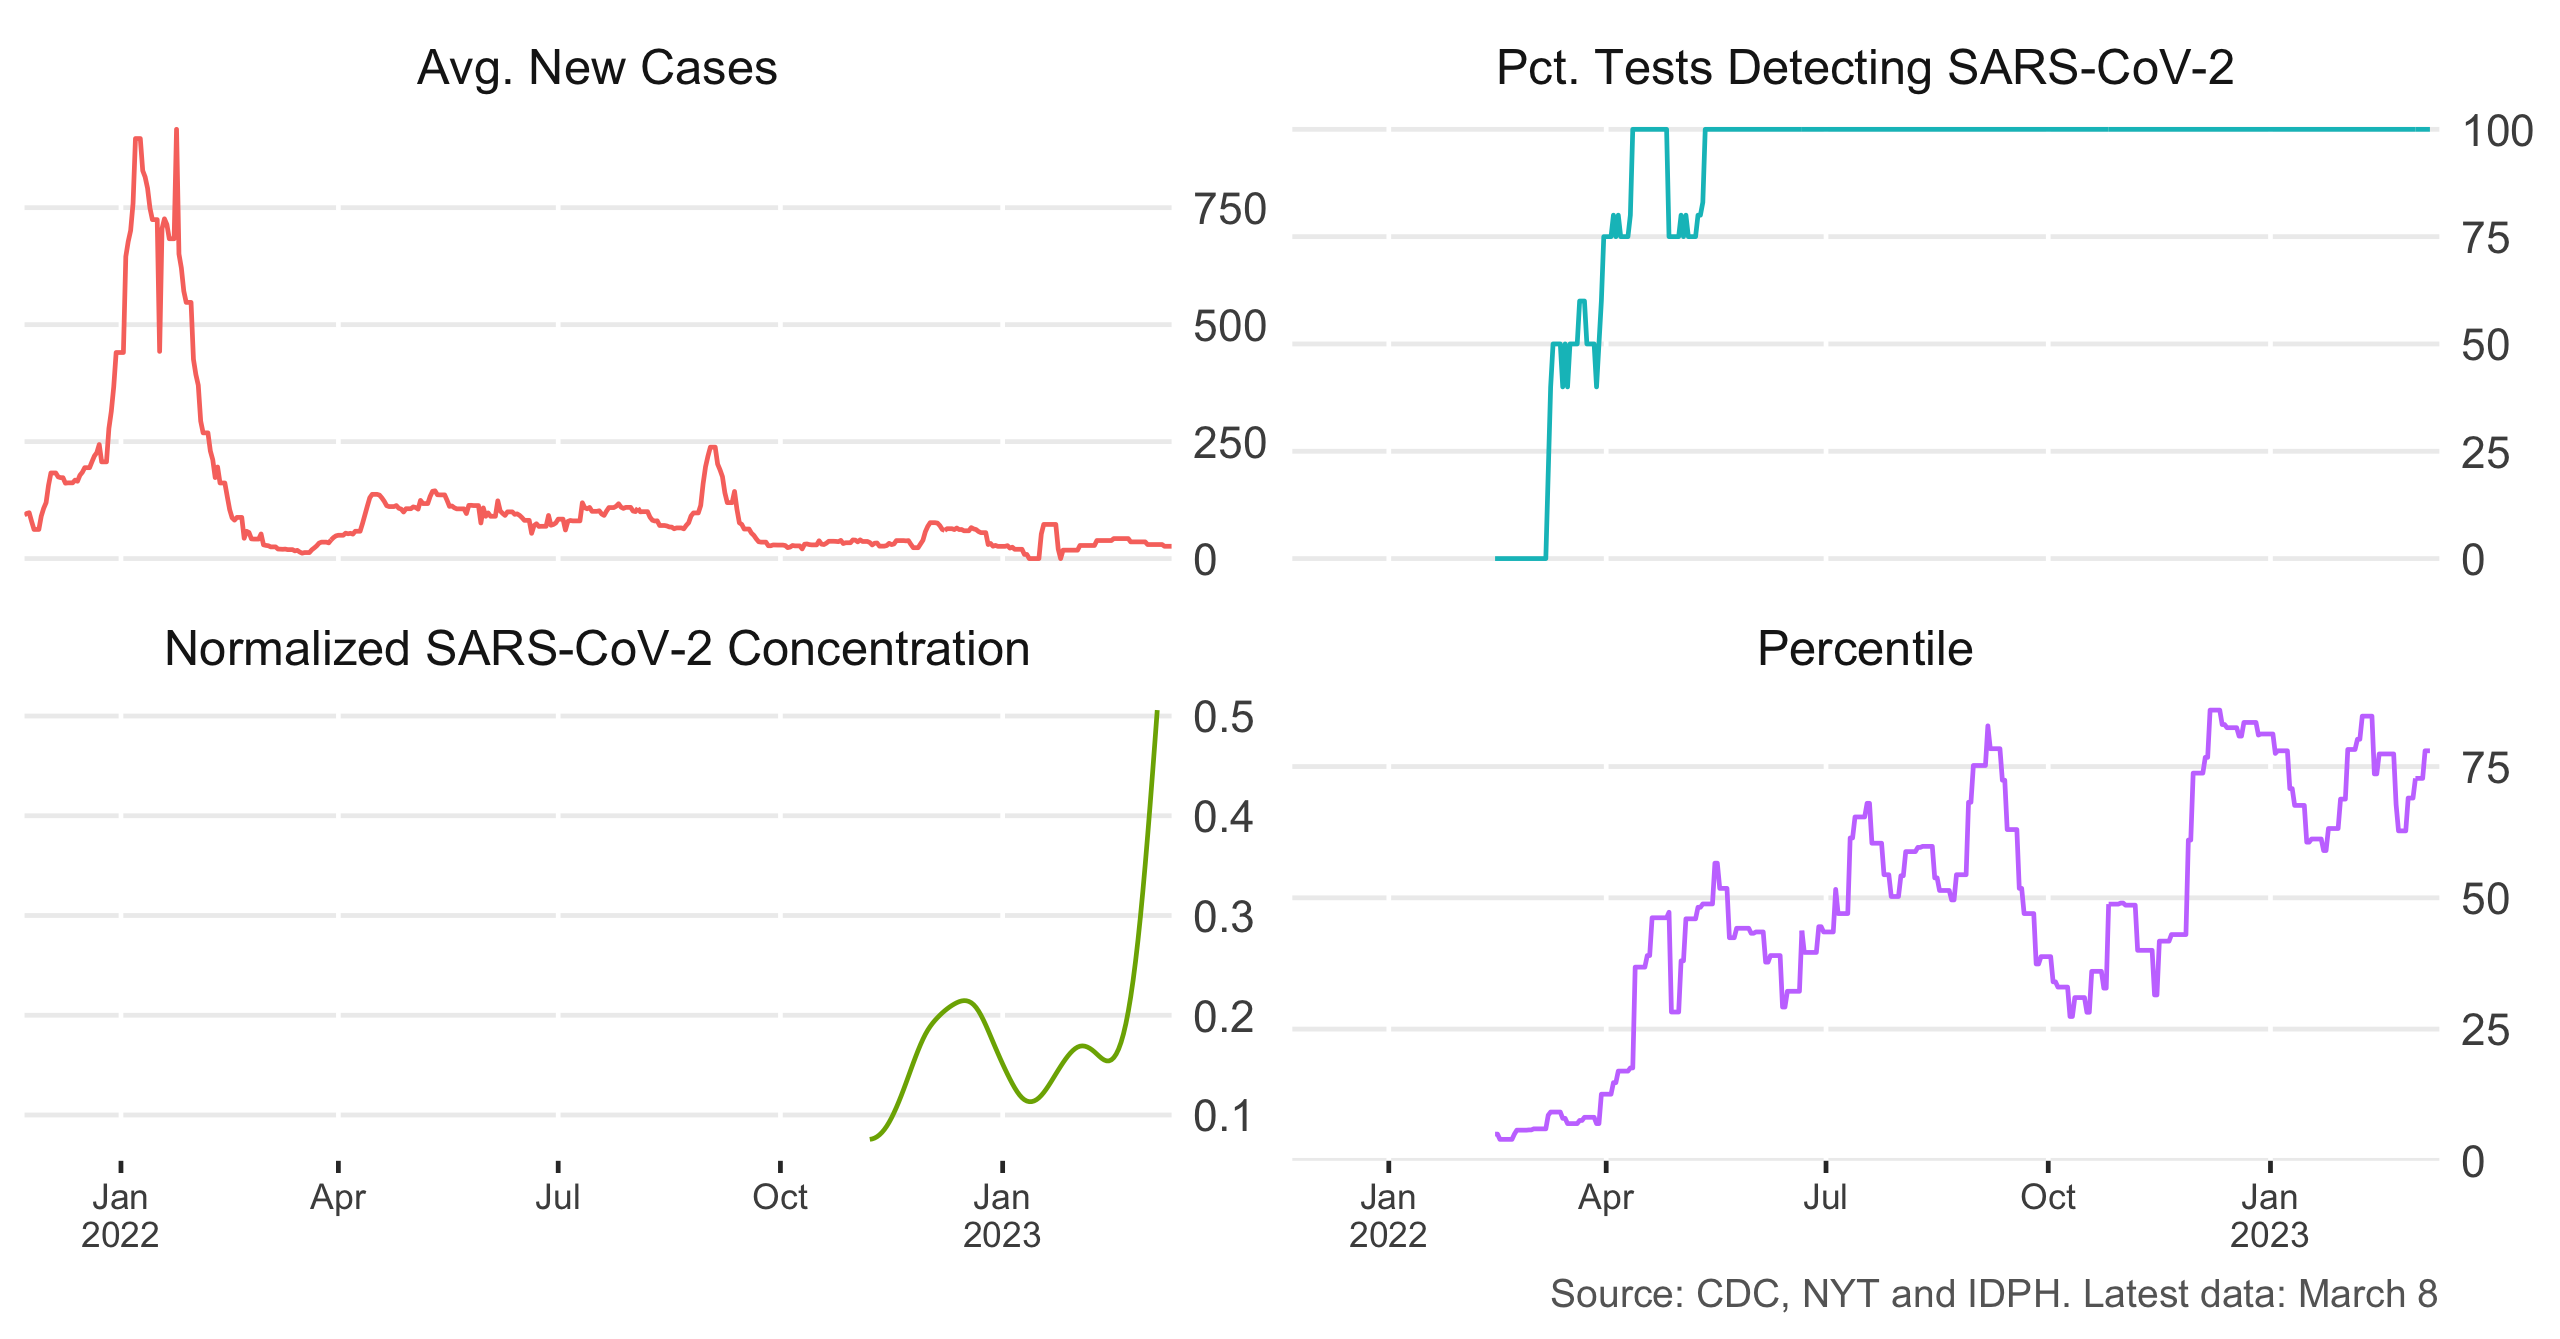 Avg. New Cases
750
500
250
0
Pct. Tests Detecting SARS-CoV-2
100
75
50
25
0
Normalized SARS-CoV-2 Concentration
0.5
0.4
0.3
0.2
0.1
Jan Apr Jul Oct Jan
2022 2023
Percentile
75
50
25
0
Jan Apr Jul Oct Jan
2022 2023
Source: CDC, NYT and IDPH. Latest data: March 8